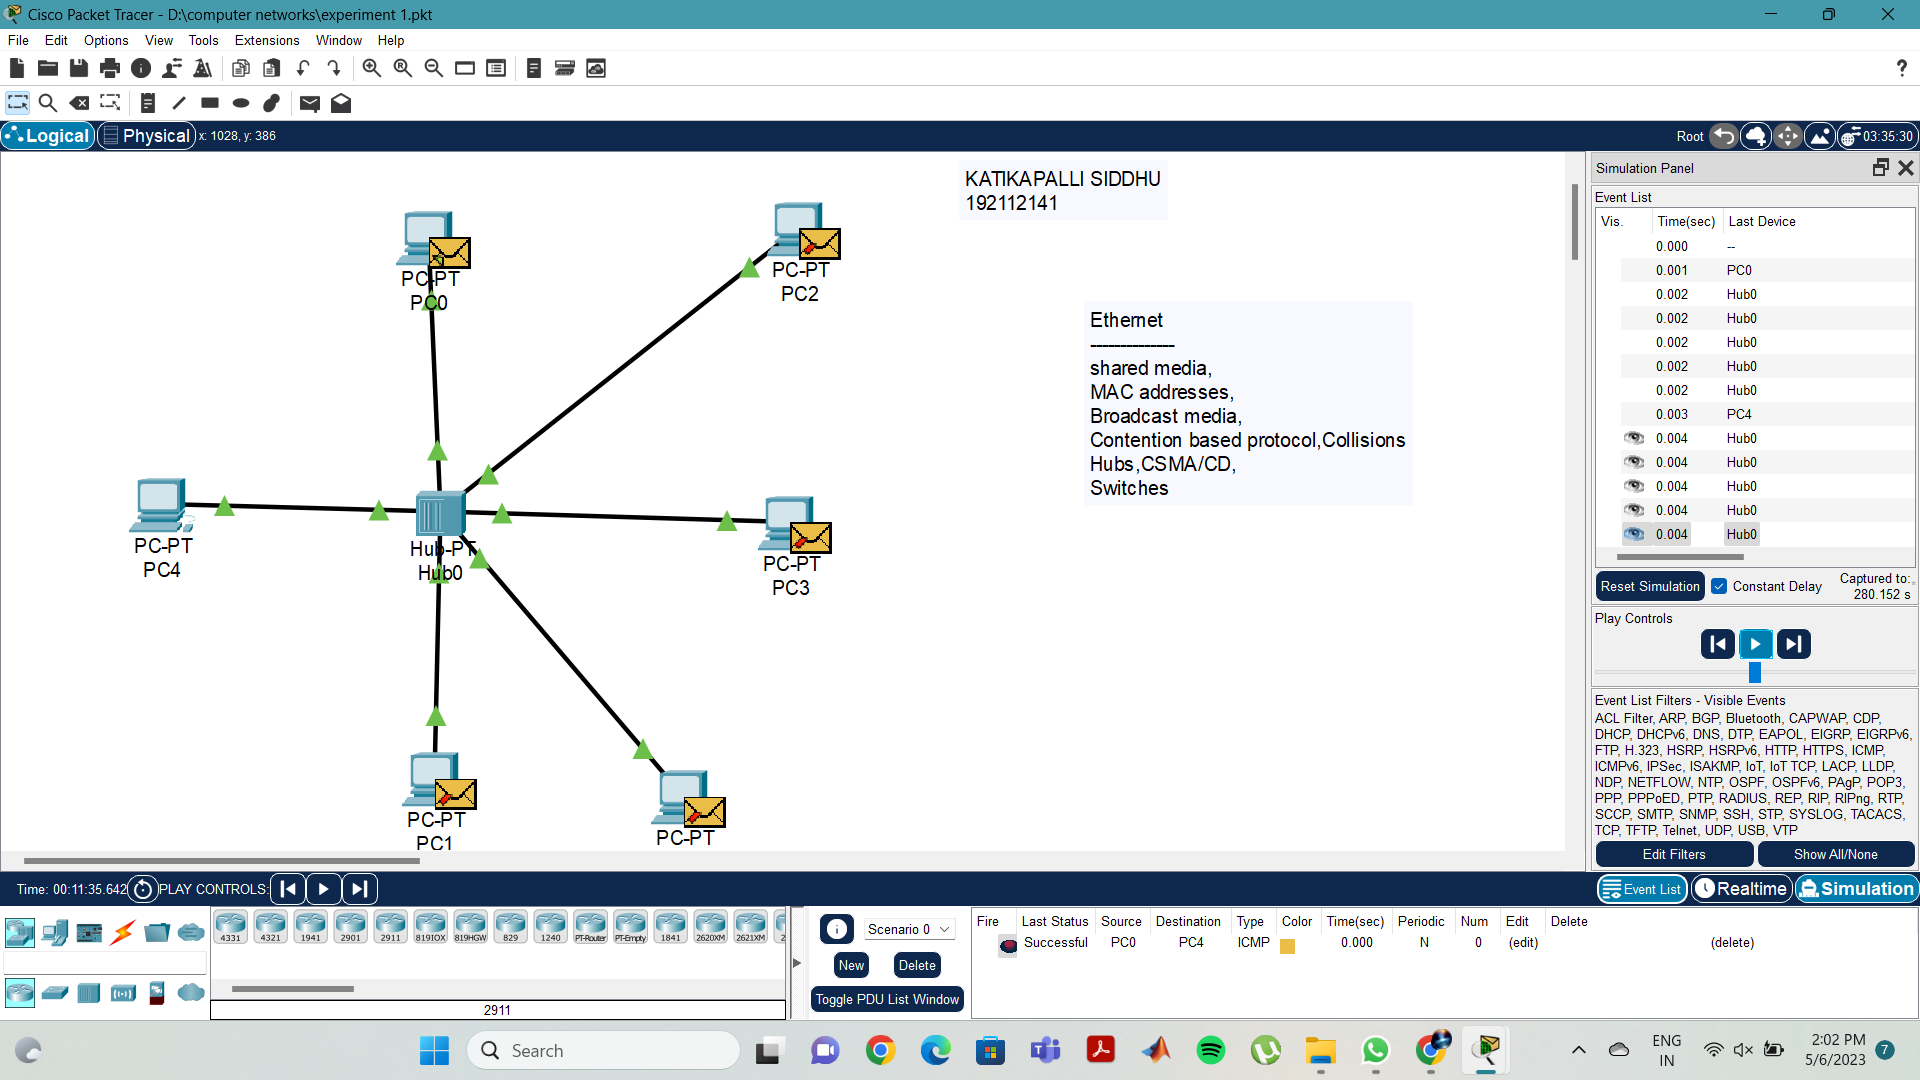 Cisco Packet Tracer - D:\computer networks\experiment 1.pkt
File Edit Options View Tools Extensions Window Help
?
Logical Physical x: 1028, y: 386
Root 03:35:30
KATIKAPALLI SIDDHU
192112141
Ethernet
--------------
shared media,
MAC addresses,
Broadcast media,
Contention based protocol,Collisions
Hubs,CSMA/CD,
Switches
PC-PT
PC0
PC-PT
PC2
PC-PT
PC4
Hub-PT
Hub0
PC-PT
PC3
PC-PT
PC1
PC-PT
Simulation Panel
Event List
Vis. Time(sec) Last Device
0.000 --
0.001 PC0
0.002 Hub0
0.002 Hub0
0.002 Hub0
0.002 Hub0
0.002 Hub0
0.003 PC4
0.004 Hub0
0.004 Hub0
0.004 Hub0
0.004 Hub0
0.004 Hub0
Reset Simulation Constant Delay Captured to:
280.152 s
Play Controls
Event List Filters - Visible Events
ACL Filter, ARP, BGP, Bluetooth, CAPWAP, CDP,
DHCP, DHCPv6, DNS, DTP, EAPOL, EIGRP, EIGRPv6,
FTP, H.323, HSRP, HSRPv6, HTTP, HTTPS, ICMP,
ICMPv6, IPSec, ISAKMP, IoT, IoT TCP, LACP, LLDP,
NDP, NETFLOW, NTP, OSPF, OSPFv6, PAgP, POP3,
PPP, PPPoED, PTP, RADIUS, REP, RIP, RIPng, RTP,
SCCP, SMTP, SNMP, SSH, STP, SYSLOG, TACACS,
TCP, TFTP, Telnet, UDP, USB, VTP
Edit Filters Show All/None
Time: 00:11:35.642 PLAY CONTROLS:
Event List Realtime Simulation
4331 4321 1941 2901 2911 819IOX 819HGW 829 1240 PT-Router PT-Empty 1841 2620XM 2621XM 2
2911
Scenario 0
New Delete
Toggle PDU List Window
Fire Last Status Source Destination Type Color Time(sec) Periodic Num Edit Delete
Successful PC0 PC4 ICMP 0.000 N 0 (edit) (delete)
Search
ENG
IN
2:02 PM
5/6/2023
7